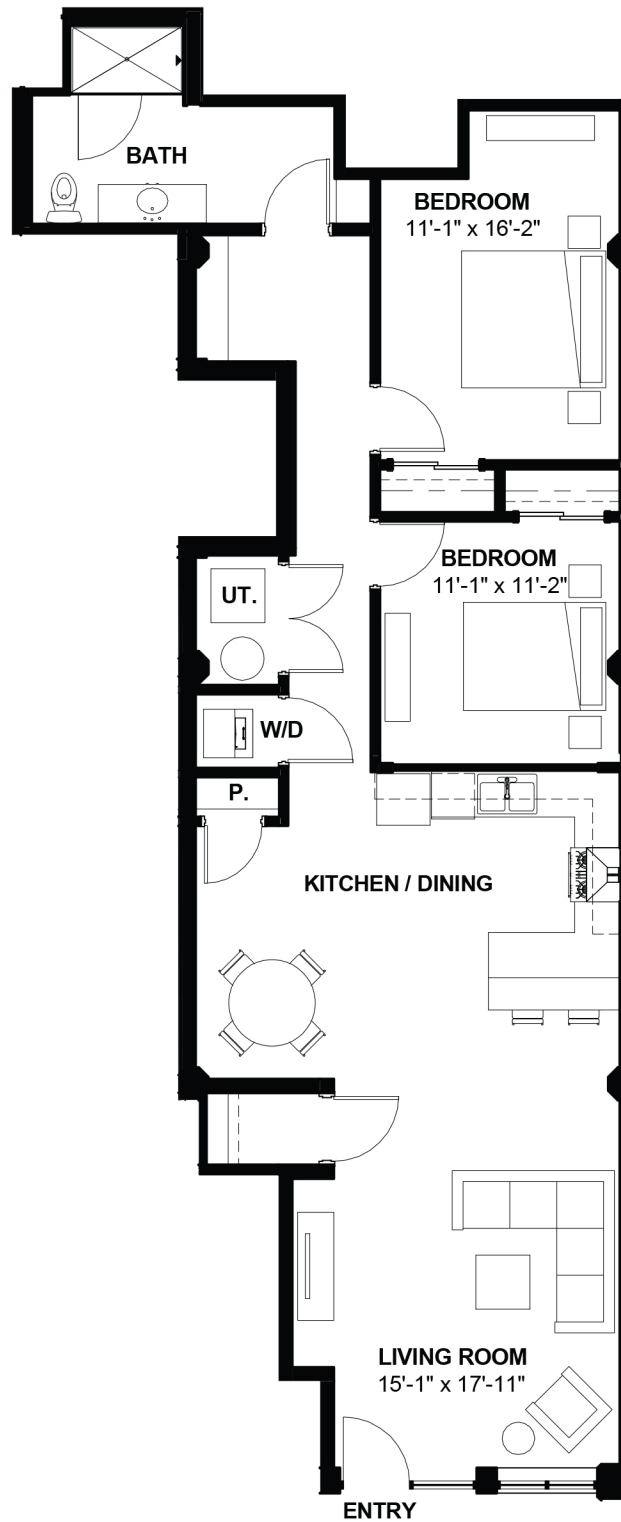 BATH
BEDROOM
11'-1" x 16'-2"
BEDROOM
11'-1" x 11'-2"
UT.
W/D
P.
KITCHEN / DINING
LIVING ROOM
15'-1" x 17'-11"
ENTRY